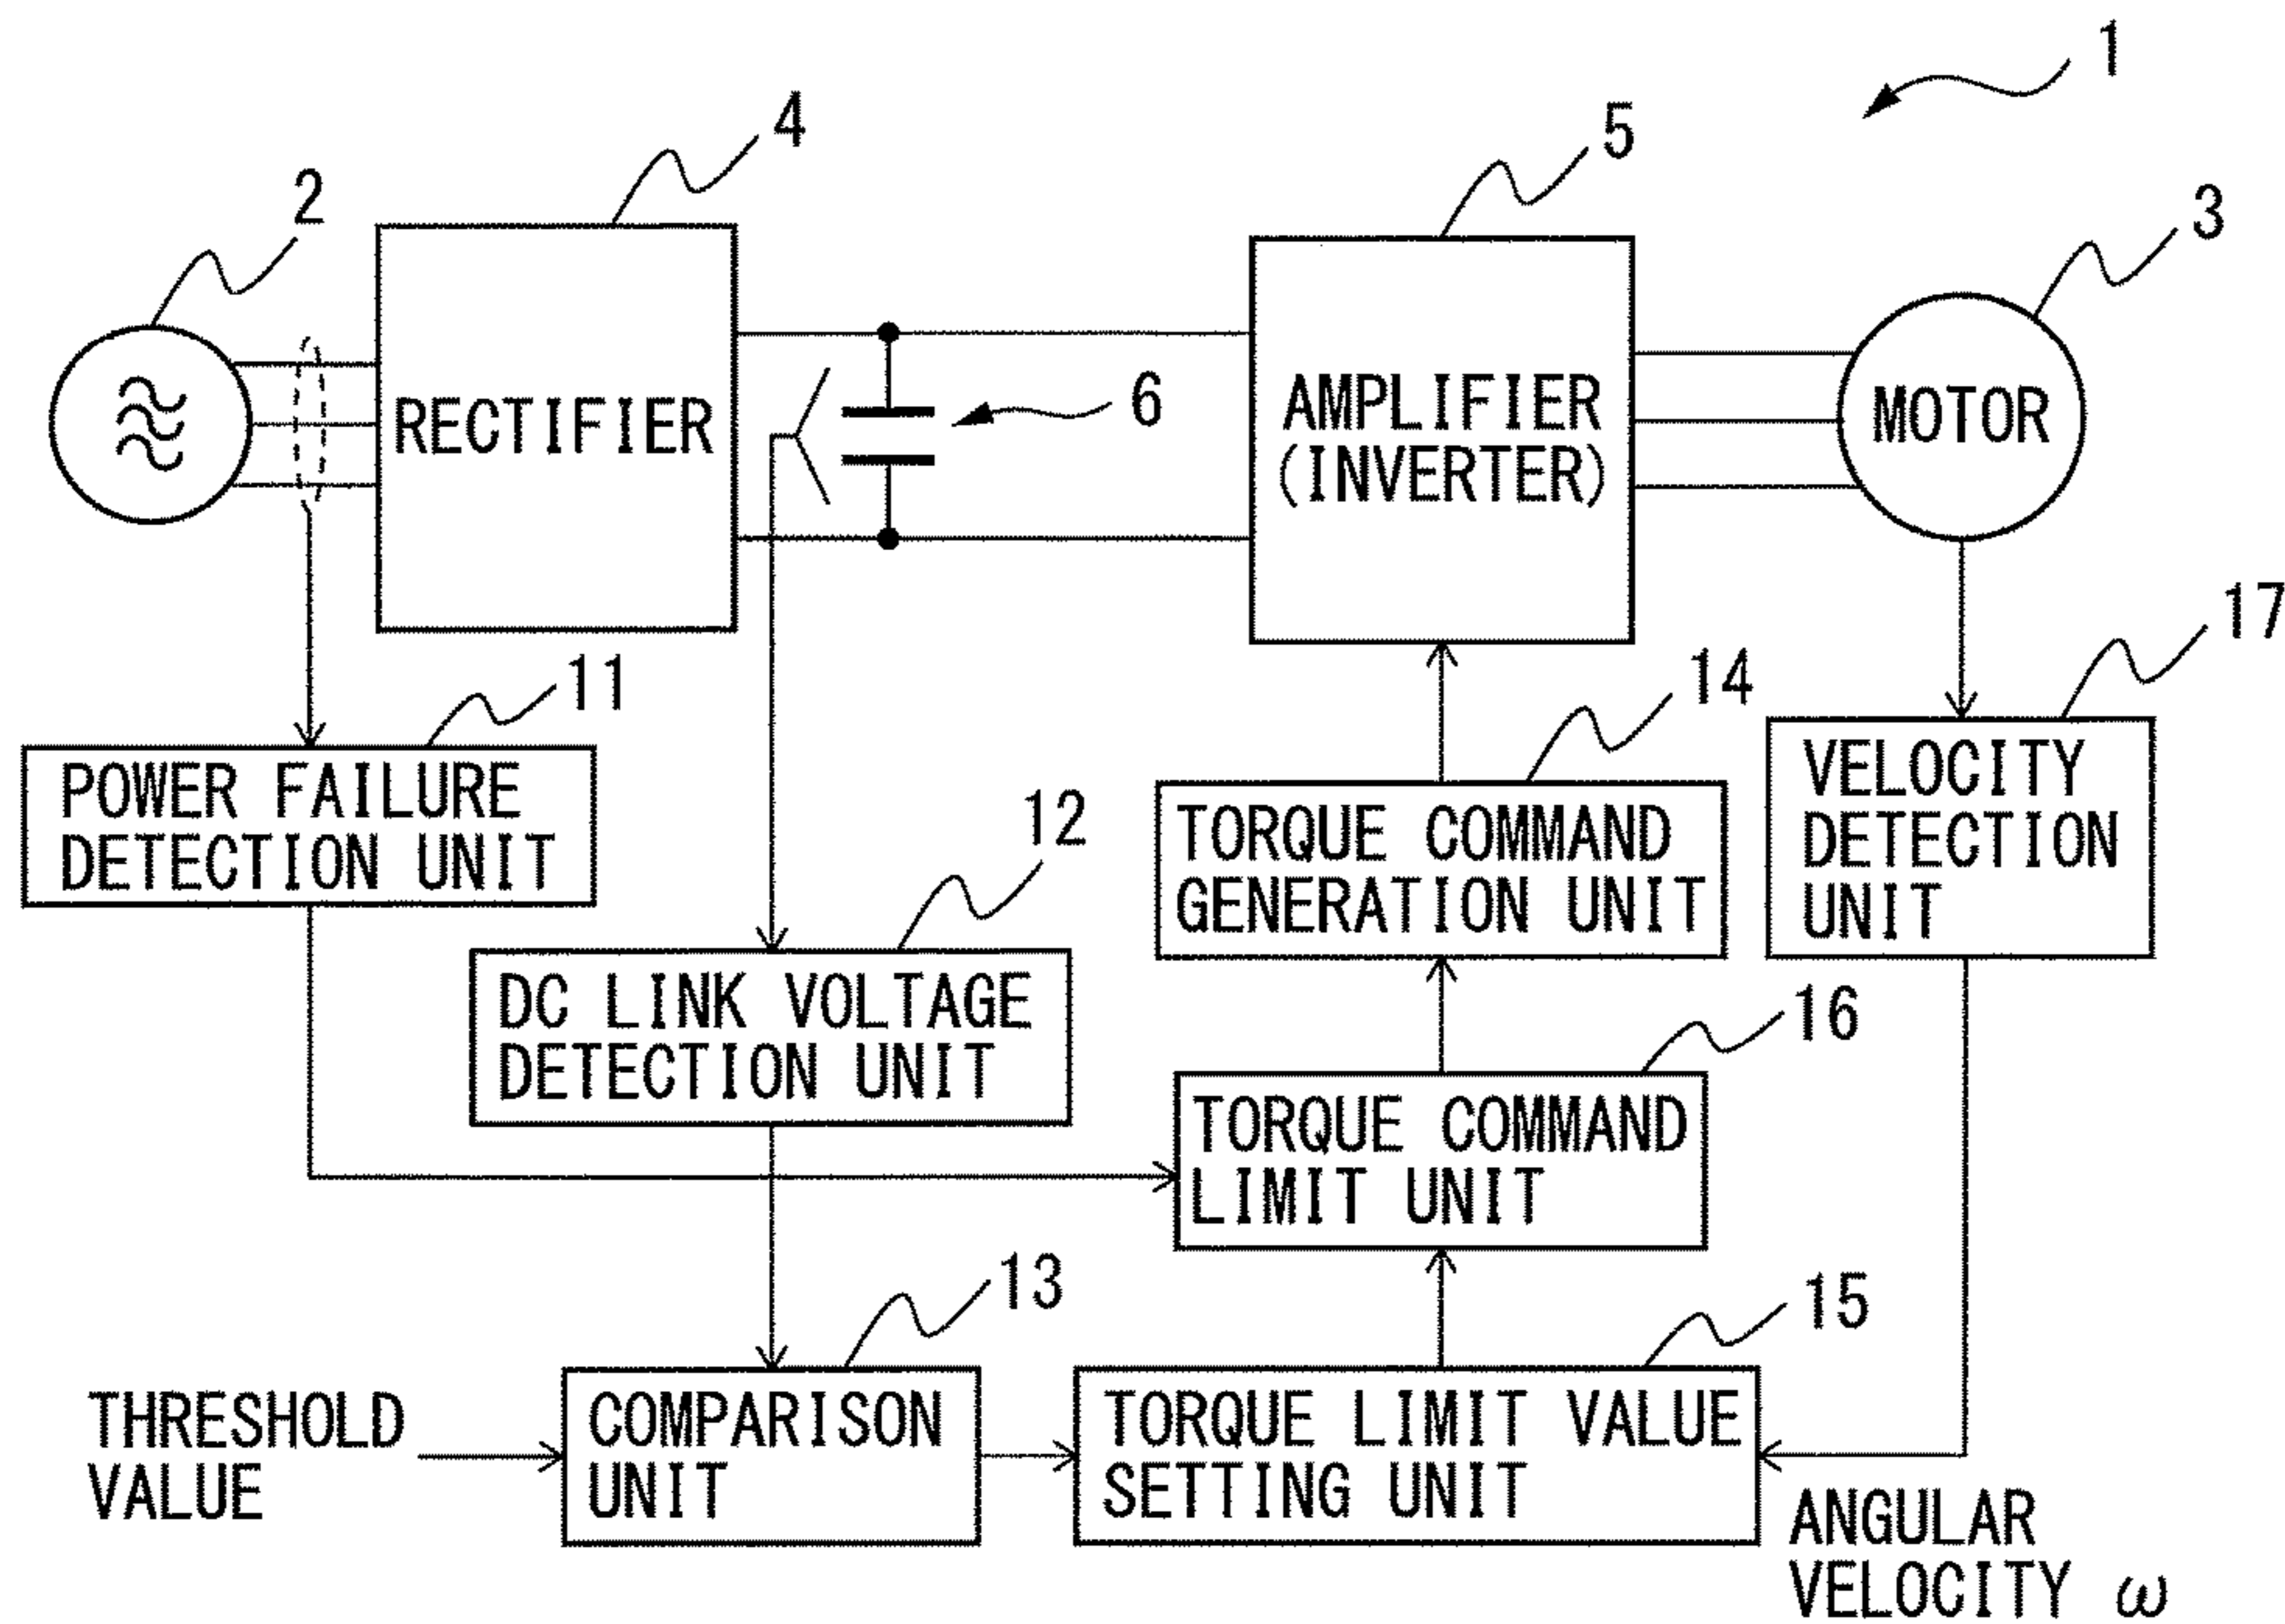 1
4
5
2
3
RECTIFIER
6
AMPLIFIER
(INVERTER)
MOTOR
17
11
14
POWER FAILURE
DETECTION UNIT
VELOCITY
DETECTION
UNIT
12
TORQUE COMMAND
GENERATION UNIT
DC LINK VOLTAGE
DETECTION UNIT
16
TORQUE COMMAND
LIMIT UNIT
13
15
THRESHOLD
VALUE
COMPARISON
UNIT
TORQUE LIMIT VALUE
SETTING UNIT
ANGULAR
VELOCITY ω